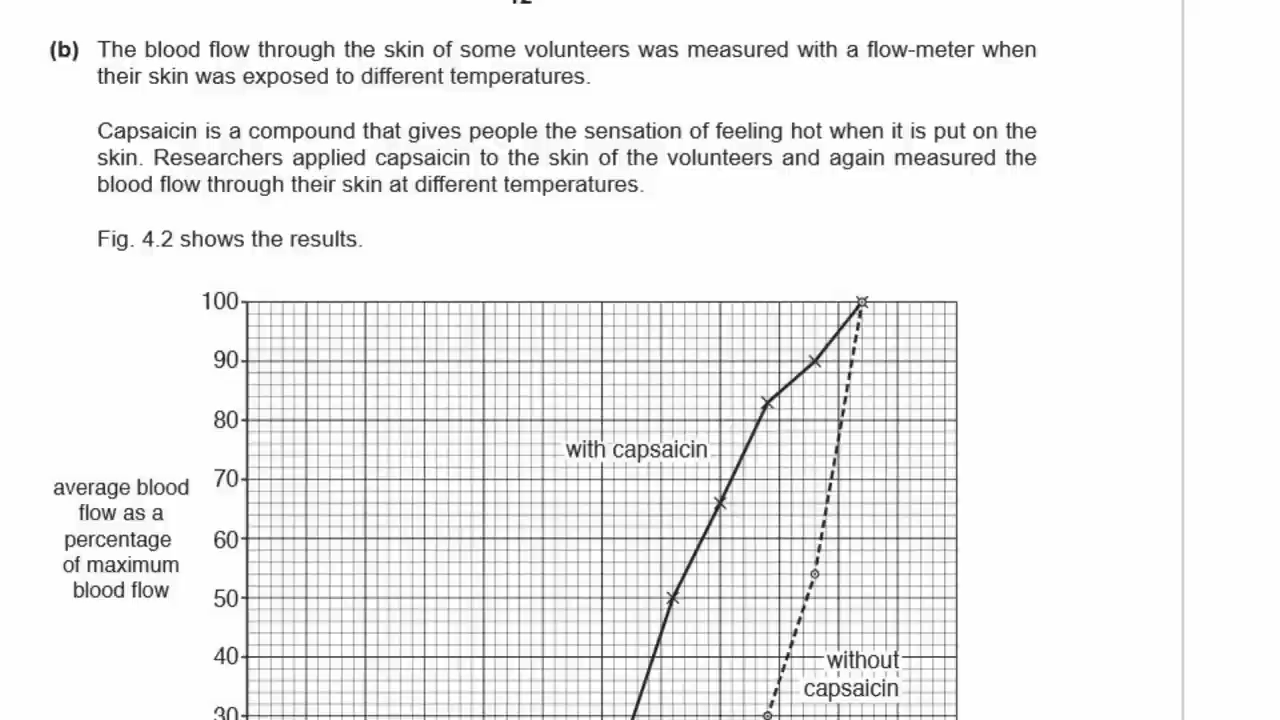 (b) The blood flow through the skin of some volunteers was measured with a flow-meter when
their skin was exposed to different temperatures.
Capsaicin is a compound that gives people the sensation of feeling hot when it is put on the
skin. Researchers applied capsaicin to the skin of the volunteers and again measured the
blood flow through their skin at different temperatures.
Fig. 4.2 shows the results.
100
90
80
with capsaicin
70
average blood
flow as a
percentage
of maximum
blood flow
60
50
40
without
capsaicin
30